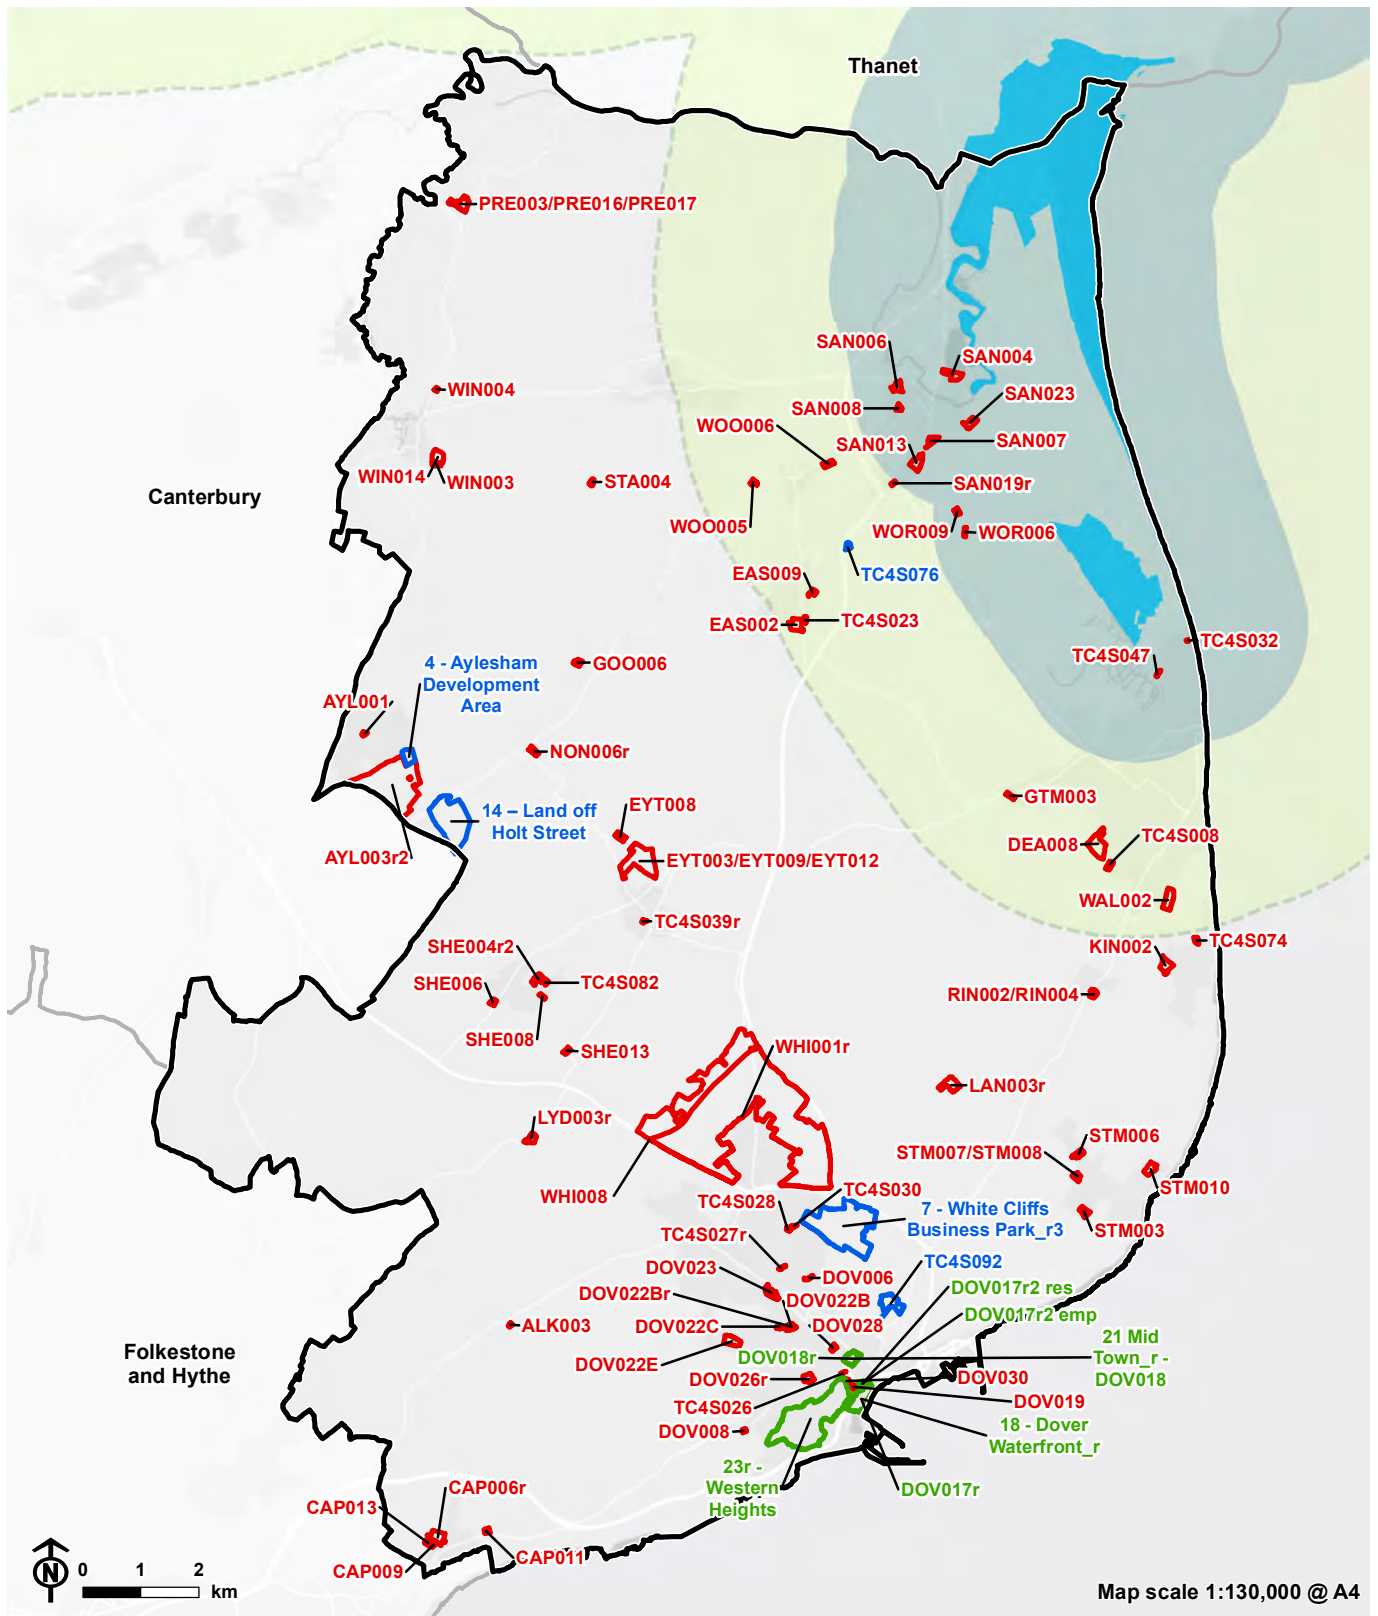 Thanet
PRE003/PRE016/PRE017
SAN006
SAN004
WIN004
SAN023
SAN008
WOO006
SAN013
SAN007
WIN014
WIN003
STA004
SAN019r
Canterbury
WOO005
WOR009
WOR006
EAS009
TC4S076
EAS002
TC4S023
TC4S032
TC4S047
4 - Aylesham
Development
Area
GOO006
AYL001
NON006r
GTM003
14 – Land off
Holt Street
EYT008
TC4S008
DEA008
AYL003r2
EYT003/EYT009/EYT012
WAL002
TC4S039r
TC4S074
KIN002
SHE004r2
SHE006
TC4S082
RIN002/RIN004
SHE008
SHE013
WHI001r
LAN003r
LYD003r
STM006
STM007/STM008
STM010
WHI008
TC4S028
TC4S030
7 - White Cliffs
Business Park_r3
STM003
TC4S027r
TC4S092
DOV023
DOV006
DOV017r2 res
DOV022Br
DOV022B
DOV017r2 emp
ALK003
DOV022C
DOV028
21 Mid
Town_r -
DOV018
Folkestone
and Hythe
DOV022E
DOV018r
DOV026r
DOV030
TC4S026
DOV019
DOV008
18 - Dover
Waterfront_r
23r -
Western
Heights
DOV017r
CAP006r
CAP013
CAP009
CAP011
N
0 1 2
km
Map scale 1:130,000 @ A4